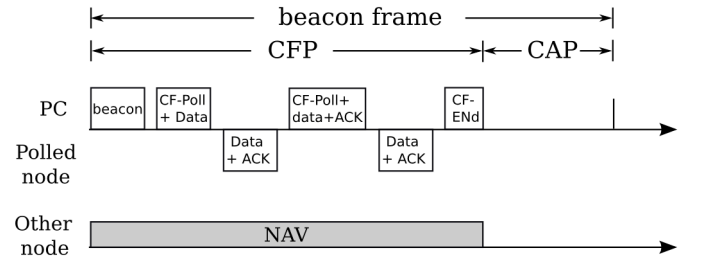 beacon frame
CFP
CAP
PC
beacon
CF-Poll
+ Data
CF-Poll+
data+ACK
CF-
ENd
Polled
node
Data
+ ACK
Data
+ ACK
Other
node
NAV